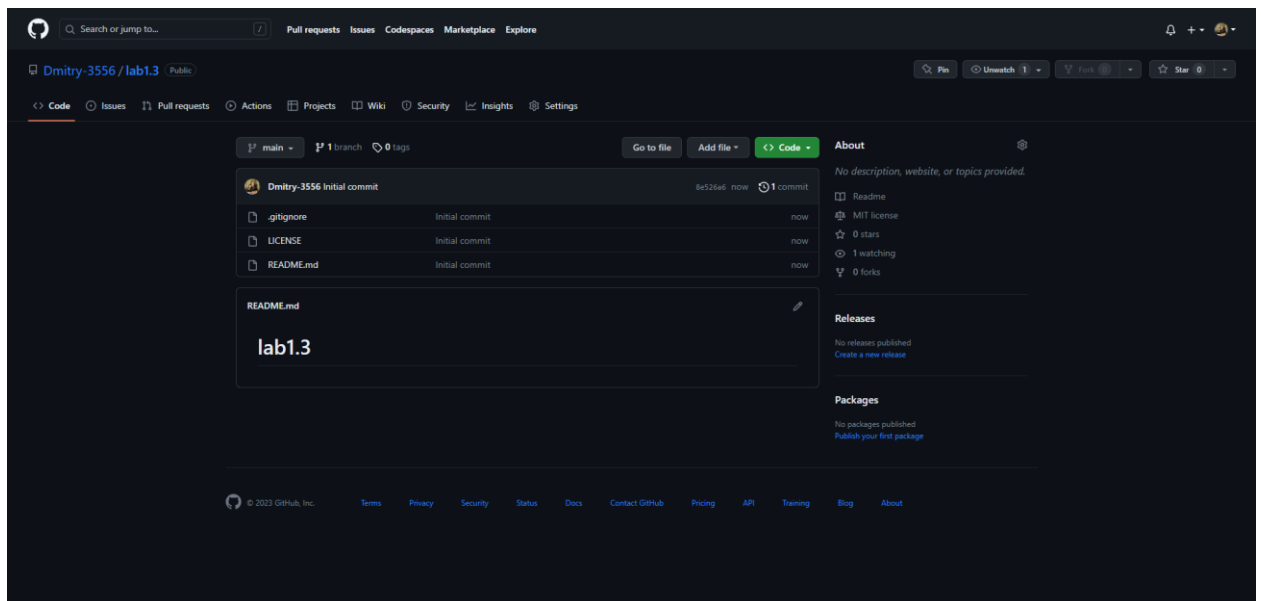 Search or jump to... /
Pull requests Issues Codespaces Marketplace Explore
Dmitry-3556 / lab1.3 Public
Pin Unwatch 1 Fork 0 Star 0
Code Issues Pull requests Actions Projects Wiki Security Insights Settings
main 1 branch 0 tags Go to file Add file Code
Dmitry-3556 Initial commit 8e526a6 now 1 commit
.gitignore Initial commit now
LICENSE Initial commit now
README.md Initial commit now
README.md
lab1.3
About
No description, website, or topics provided.
Readme
MIT license
0 stars
1 watching
0 forks
Releases
No releases published
Create a new release
Packages
No packages published
Publish your first package
© 2023 GitHub, Inc. Terms Privacy Security Status Docs Contact GitHub Pricing API Training Blog About